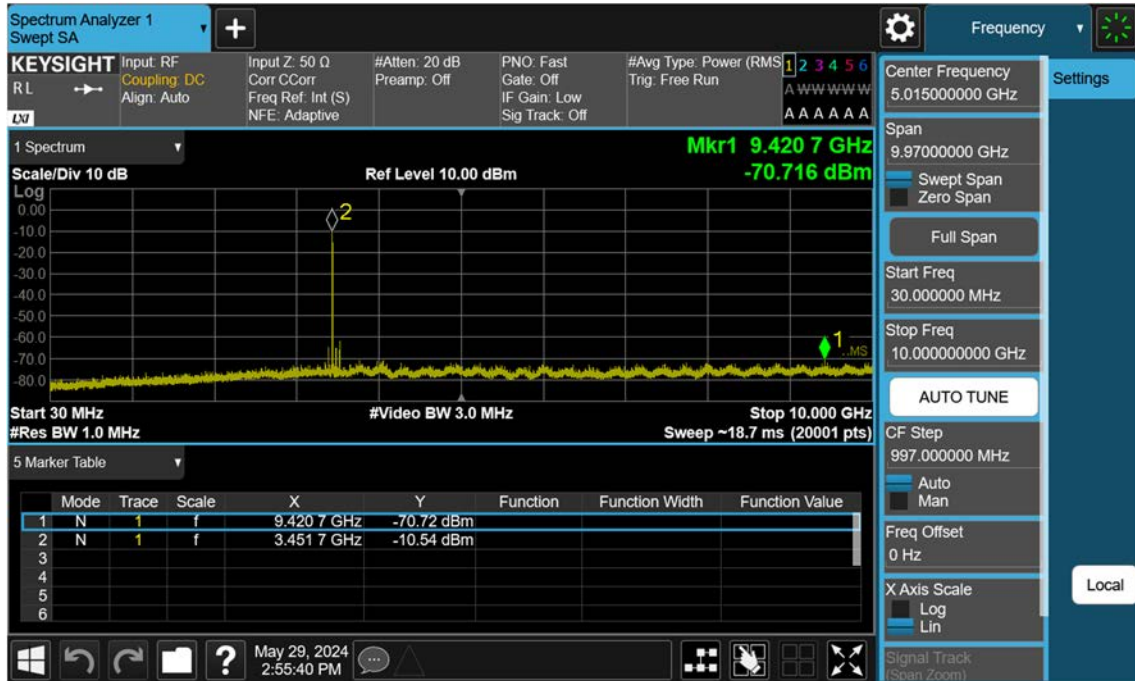 Spectrum Analyzer 1
Swept SA
Frequency
KEYSIGHT
R L
LXI
Input: RF
Coupling: DC
Align: Auto
Input Z: 50 Ω
Corr CCorr
Freq Ref: Int (S)
NFE: Adaptive
#Atten: 20 dB
Preamp: Off
PNO: Fast
Gate: Off
IF Gain: Low
Sig Track: Off
#Avg Type: Power (RMS
Trig: Free Run
1 2 3 4 5 6
A W W W W W
A A A A A A
1 Spectrum
Scale/Div 10 dB
Ref Level 10.00 dBm
Mkr1 9.420 7 GHz
-70.716 dBm
Log
0.00
-10.0
-20.0
-30.0
-40.0
-50.0
-60.0
-70.0
-80.0
2
1
...MS
Start 30 MHz
#Video BW 3.0 MHz
Stop 10.000 GHz
#Res BW 1.0 MHz
Sweep ~18.7 ms (20001 pts)
5 Marker Table
Mode Trace Scale X Y Function Function Width Function Value
1 N 1 f 9.420 7 GHz -70.72 dBm
2 N 1 f 3.451 7 GHz -10.54 dBm
3
4
5
6
May 29, 2024
2:55:40 PM
Center Frequency
5.015000000 GHz
Span
9.97000000 GHz
Swept Span
Zero Span
Full Span
Start Freq
30.000000 MHz
Stop Freq
10.000000000 GHz
AUTO TUNE
CF Step
997.000000 MHz
Auto
Man
Freq Offset
0 Hz
X Axis Scale
Log
Lin
Signal Track
(Span Zoom)
Settings
Local